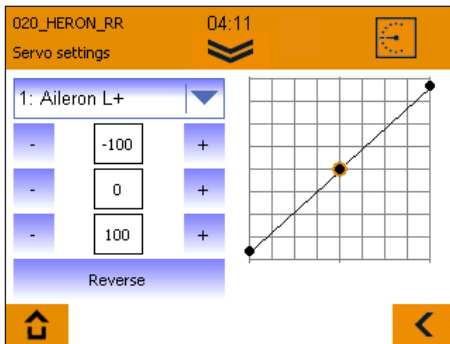 020_HERON_RR 04:11
Servo settings
1: Aileron L+
- -100 +
- 0 +
- 100 +
Reverse